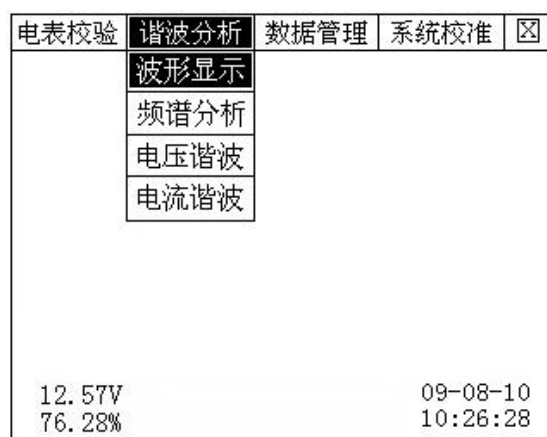 电表校验 谐波分析 数据管理 系统校准
波形显示
频谱分析
电压谐波
电流谐波
12.57V 09-08-10
76.28% 10:26:28